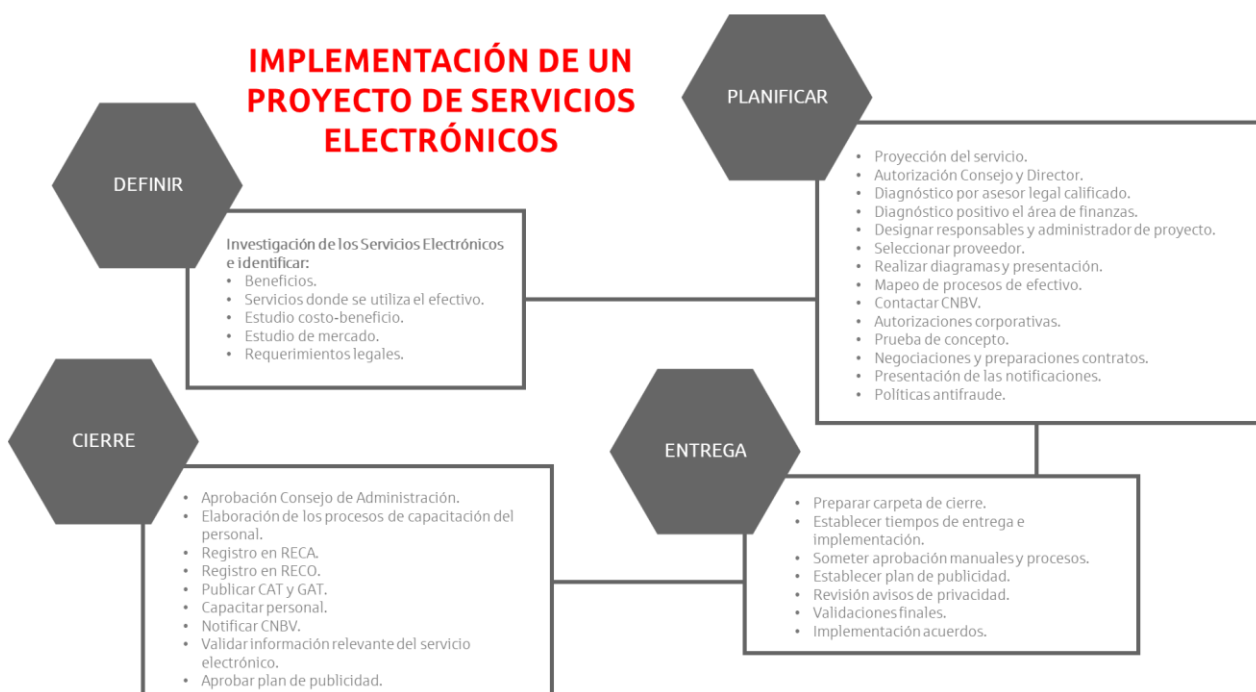 IMPLEMENTACIÓN DE UN
PROYECTO DE SERVICIOS
ELECTRÓNICOS
DEFINIR
Investigación de los Servicios Electrónicos
e identificar:
• Beneficios.
• Servicios donde se utiliza el efectivo.
• Estudio costo-beneficio.
• Estudio de mercado.
• Requerimientos legales.
PLANIFICAR
• Proyección del servicio.
• Autorización Consejo y Director.
• Diagnóstico por asesor legal calificado.
• Diagnóstico positivo el área de finanzas.
• Designar responsables y administrador de proyecto.
• Seleccionar proveedor.
• Realizar diagramas y presentación.
• Mapeo de procesos de efectivo.
• Contactar CNBV.
• Autorizaciones corporativas.
• Prueba de concepto.
• Negociaciones y preparaciones contratos.
• Presentación de las notificaciones.
• Políticas antifraude.
ENTREGA
• Preparar carpeta de cierre.
• Establecer tiempos de entrega e
implementación.
• Someter aprobación manuales y procesos.
• Establecer plan de publicidad.
• Revisión avisos de privacidad.
• Validaciones finales.
• Implementación acuerdos.
CIERRE
• Aprobación Consejo de Administración.
• Elaboración de los procesos de capacitación del
personal.
• Registro en RECA.
• Registro en RECO.
• Publicar CAT y GAT.
• Capacitar personal.
• Notificar CNBV.
• Validar información relevante del servicio
electrónico.
• Aprobar plan de publicidad.